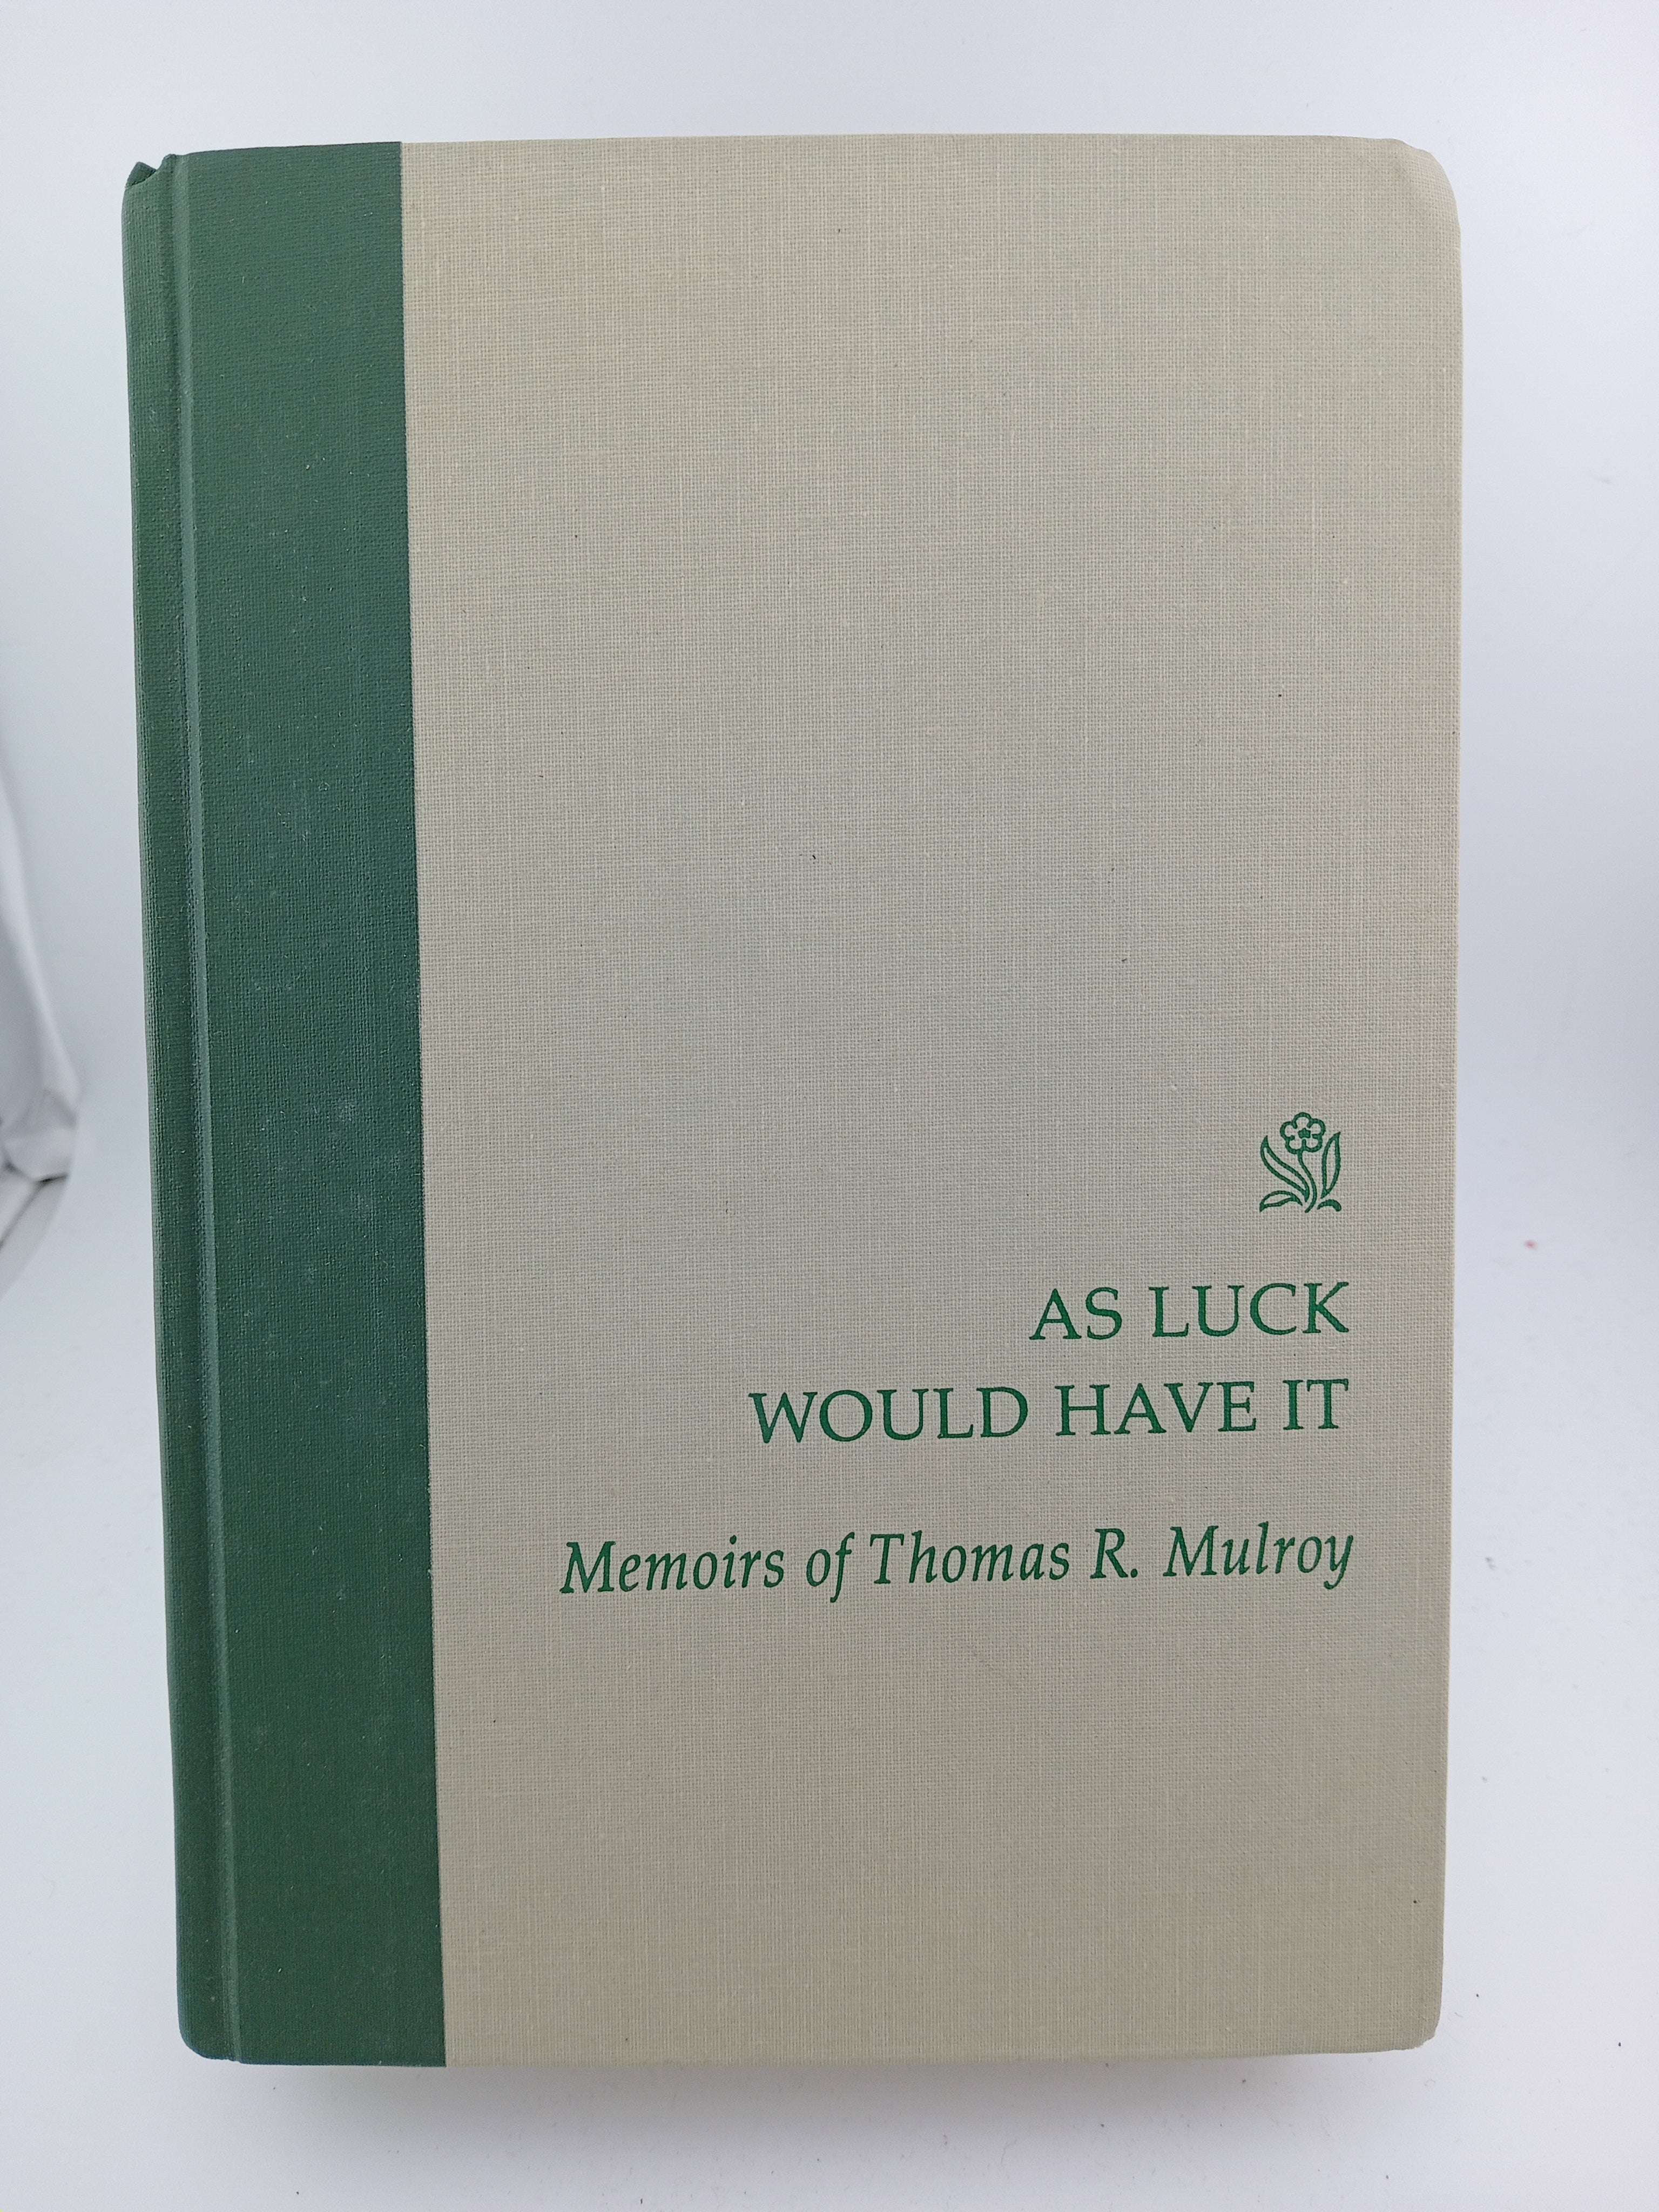 AS LUCK
WOULD HAVE IT
Memoirs of Thomas R. Mulroy